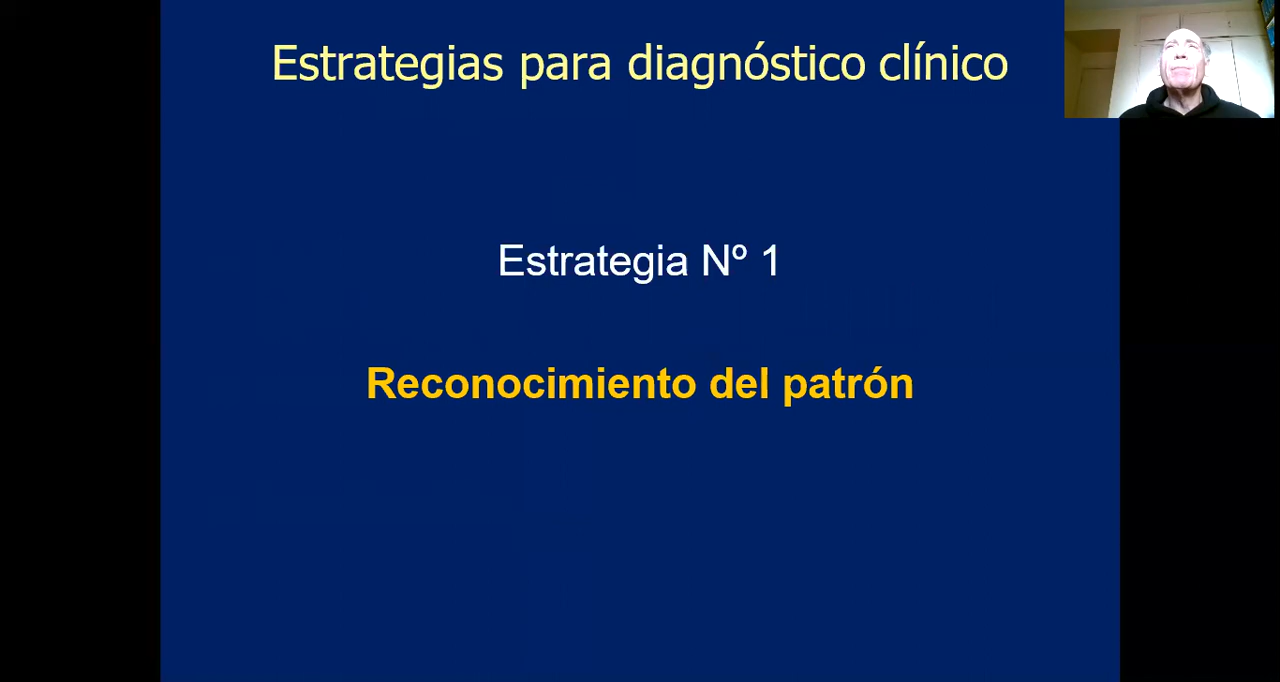 Estrategias para diagnóstico clínico
Estrategia Nº 1
Reconocimiento del patrón